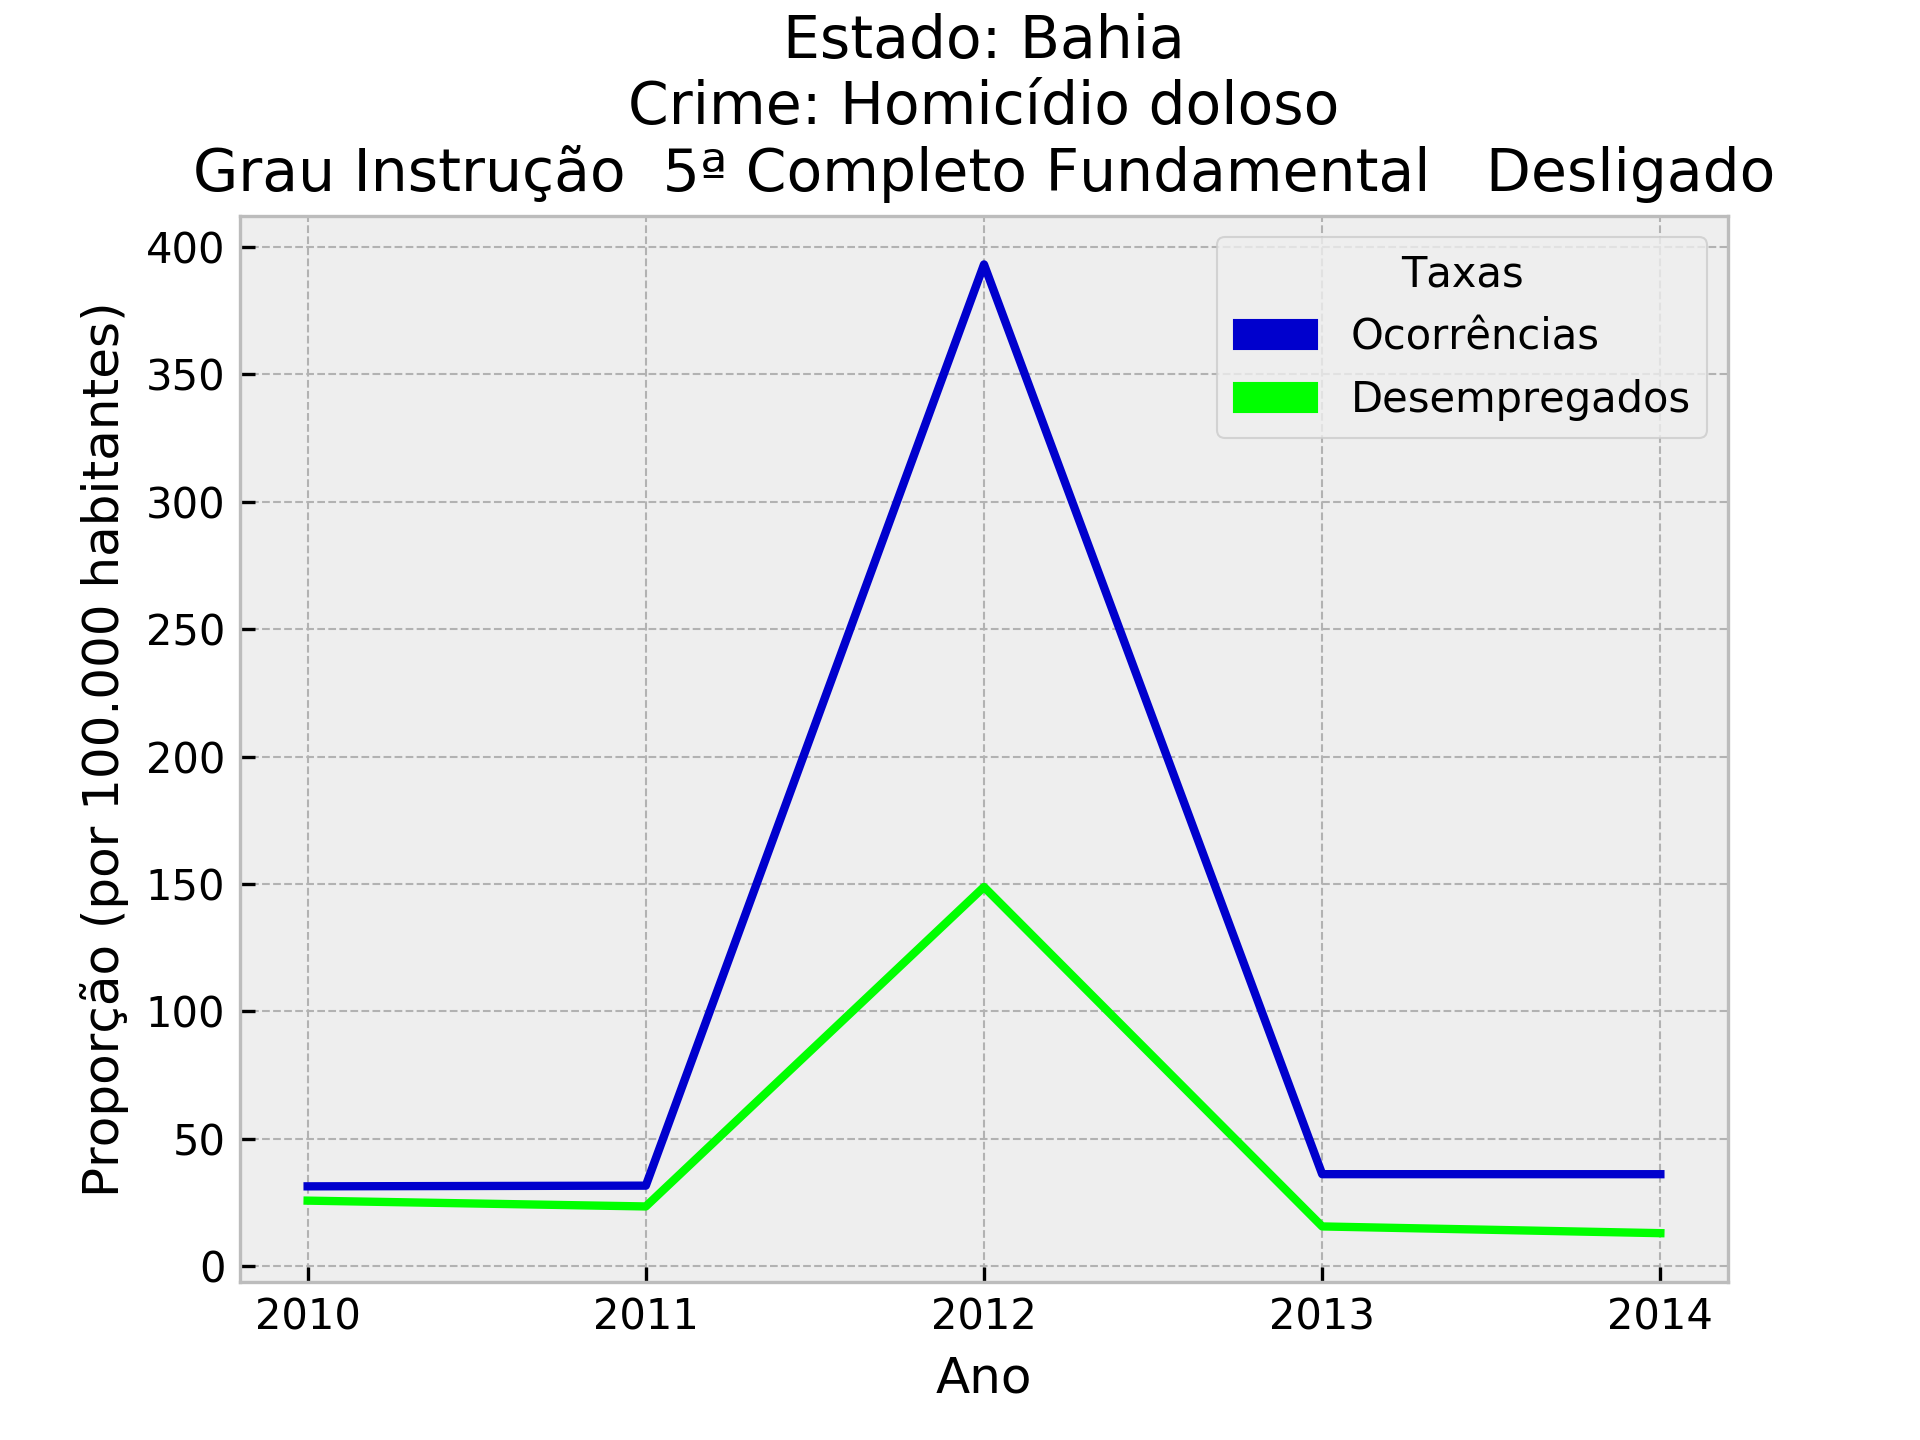 Estado: Bahia
Crime: Homicídio doloso
Grau Instrução  5ª Completo Fundamental   Desligado
Proporção (por 100.000 habitantes)
400
350
300
250
200
150
100
50
0
Taxas
Ocorrências
Desempregados
2010 2011 2012 2013 2014
Ano